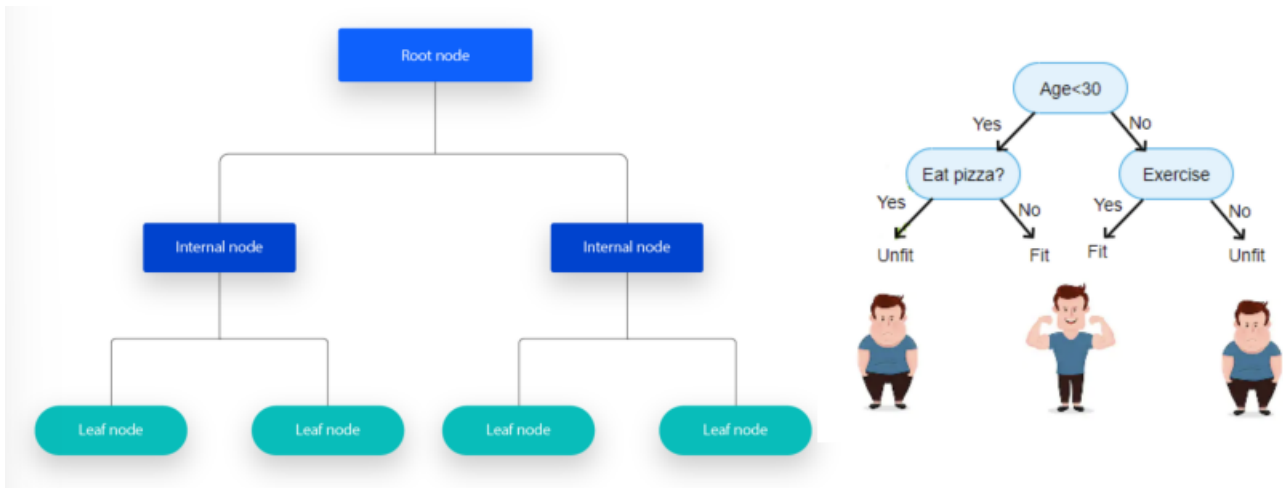 Root node
Internal node
Internal node
Leaf node
Leaf node
Leaf node
Leaf node
Age<30
Yes
No
Eat pizza?
Exercise
Yes
No
Yes
No
Unfit
Fit
Fit
Unfit